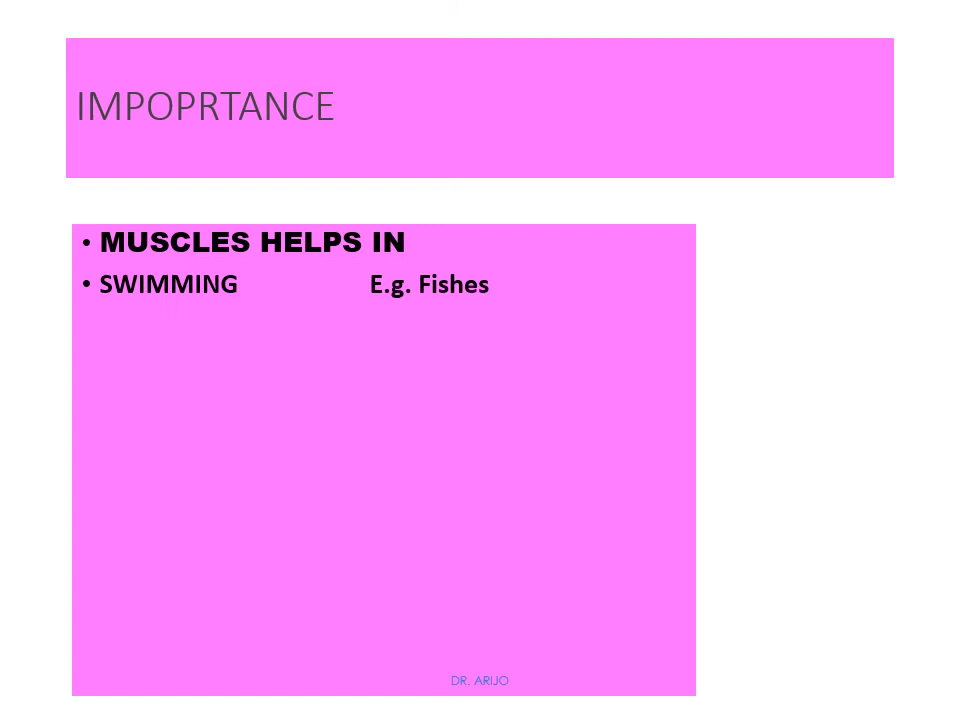 IMPOPRTANCE
• MUSCLES HELPS IN
• SWIMMING E.g. Fishes
DR. ARIJO